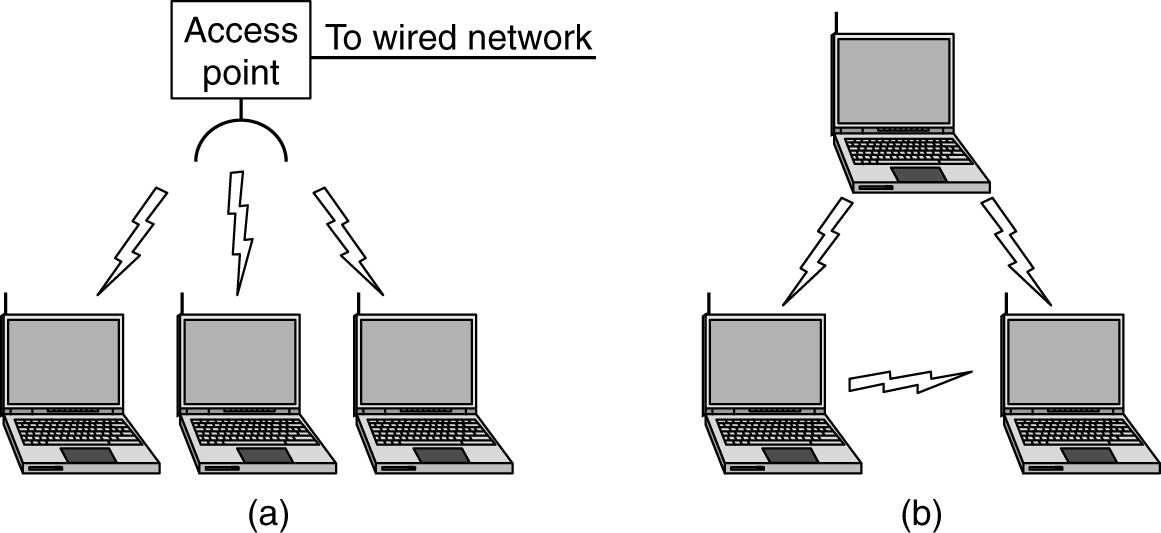 Access
point
To wired network
(a)
(b)